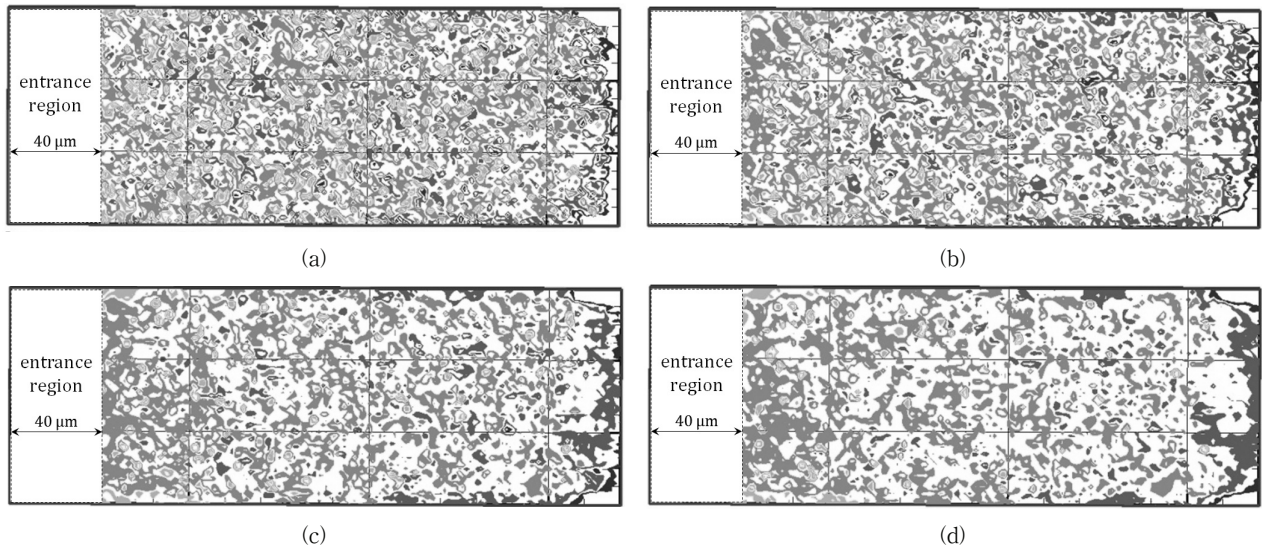 entrance
region
40 µm
(a)
entrance
region
40 µm
(b)
entrance
region
40 µm
(c)
entrance
region
40 µm
(d)